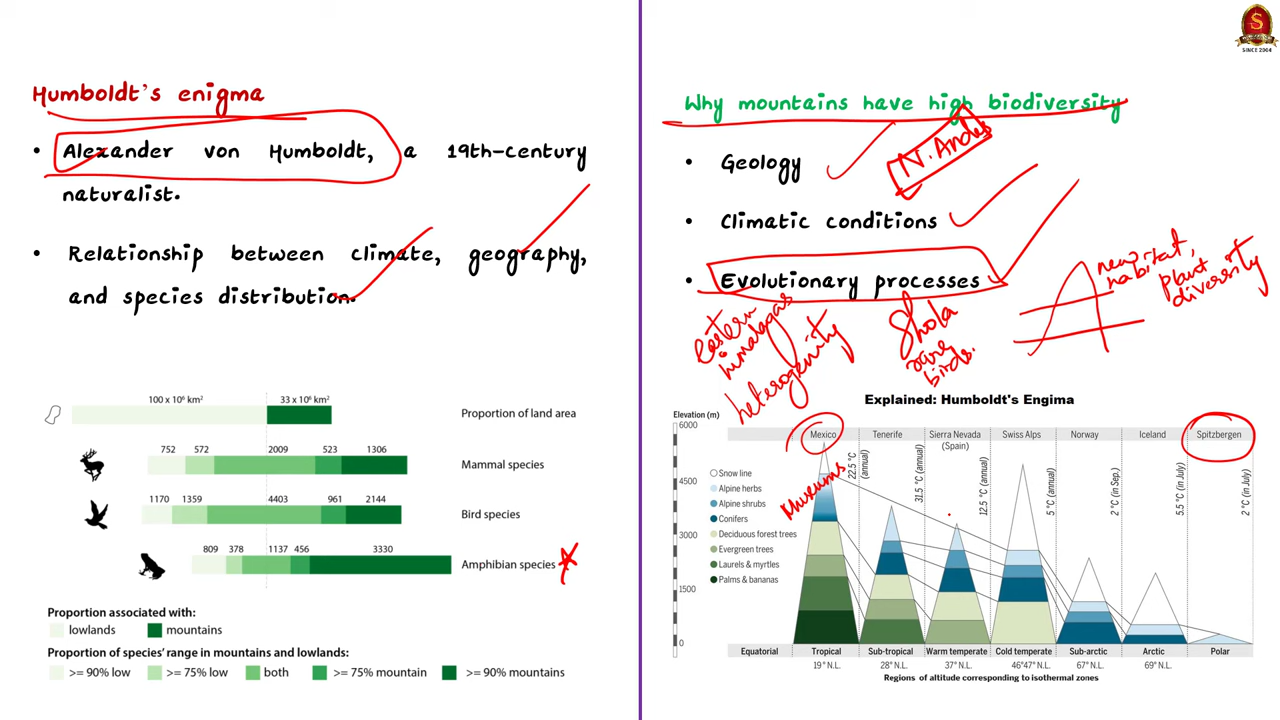 Humboldt's enigma
• Alexander von Humboldt, a 19th-century
naturalist.
• Relationship between climate, geography,
and species distribution.
100 x 10⁶ km²
33 x 10⁶ km²
Proportion of land area
752
572
2009
523
1306
Mammal species
1170
1359
4403
961
2144
Bird species
809
378
1137
456
3330
Amphibian species
Proportion associated with:
lowlands
mountains
Proportion of species' range in mountains and lowlands:
>= 90% low
>= 75% low
both
>= 75% mountain
>= 90% mountains
S
SINCE 2004
Why mountains have high biodiversity
• Geology
N. Andes
• Climatic conditions
• Evolutionary processes
new habitat,
plant
diversity
eastern
himalayas
heterogenity
Shola
rare
birds.
Explained: Humboldt's Engima
Elevation (m)
6000
4500
3000
1500
0
Mexico
Tenerife
Sierra Nevada
(Spain)
Swiss Alps
Norway
Iceland
Spitzbergen
22.5 °C
(annual)
31.5 °C (annual)
12.5 °C (annual)
5 °C (annual)
2 °C (in Sep.)
5.5 °C (in July)
2 °C (in July)
Museums
Snow line
Alpine herbs
Alpine shrubs
Conifers
Deciduous forest trees
Evergreen trees
Laurels & myrtles
Palms & bananas
Equatorial
Tropical
Sub-tropical
Warm temperate
Cold temperate
Sub-arctic
Arctic
Polar
19° N.L.
28° N.L.
37° N.L.
46°47° N.L.
67° N.L.
69° N.L.
Regions of altitude corresponding to isothermal zones